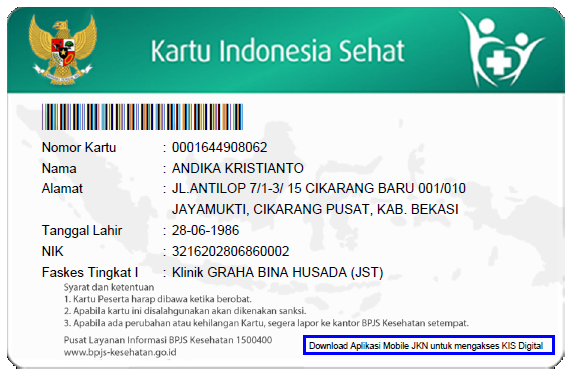 Kartu Indonesia Sehat
Nomor Kartu : 0001644908062
Nama : ANDIKA KRISTIANTO
Alamat : JL.ANTILOP 7/1-3/ 15 CIKARANG BARU 001/010
JAYAMUKTI, CIKARANG PUSAT, KAB. BEKASI
Tanggal Lahir : 28-06-1986
NIK : 3216202806860002
Faskes Tingkat I : Klinik GRAHA BINA HUSADA (JST)
Syarat dan ketentuan
1. Kartu Peserta harap dibawa ketika berobat.
2. Apabila kartu ini disalahgunakan akan dikenakan sanksi.
3. Apabila ada perubahan atau kehilangan Kartu, segera lapor ke kantor BPJS Kesehatan setempat.
Pusat Layanan Informasi BPJS Kesehatan 1500400
www.bpjs-kesehatan.go.id
Download Aplikasi Mobile JKN untuk mengakses KIS Digital